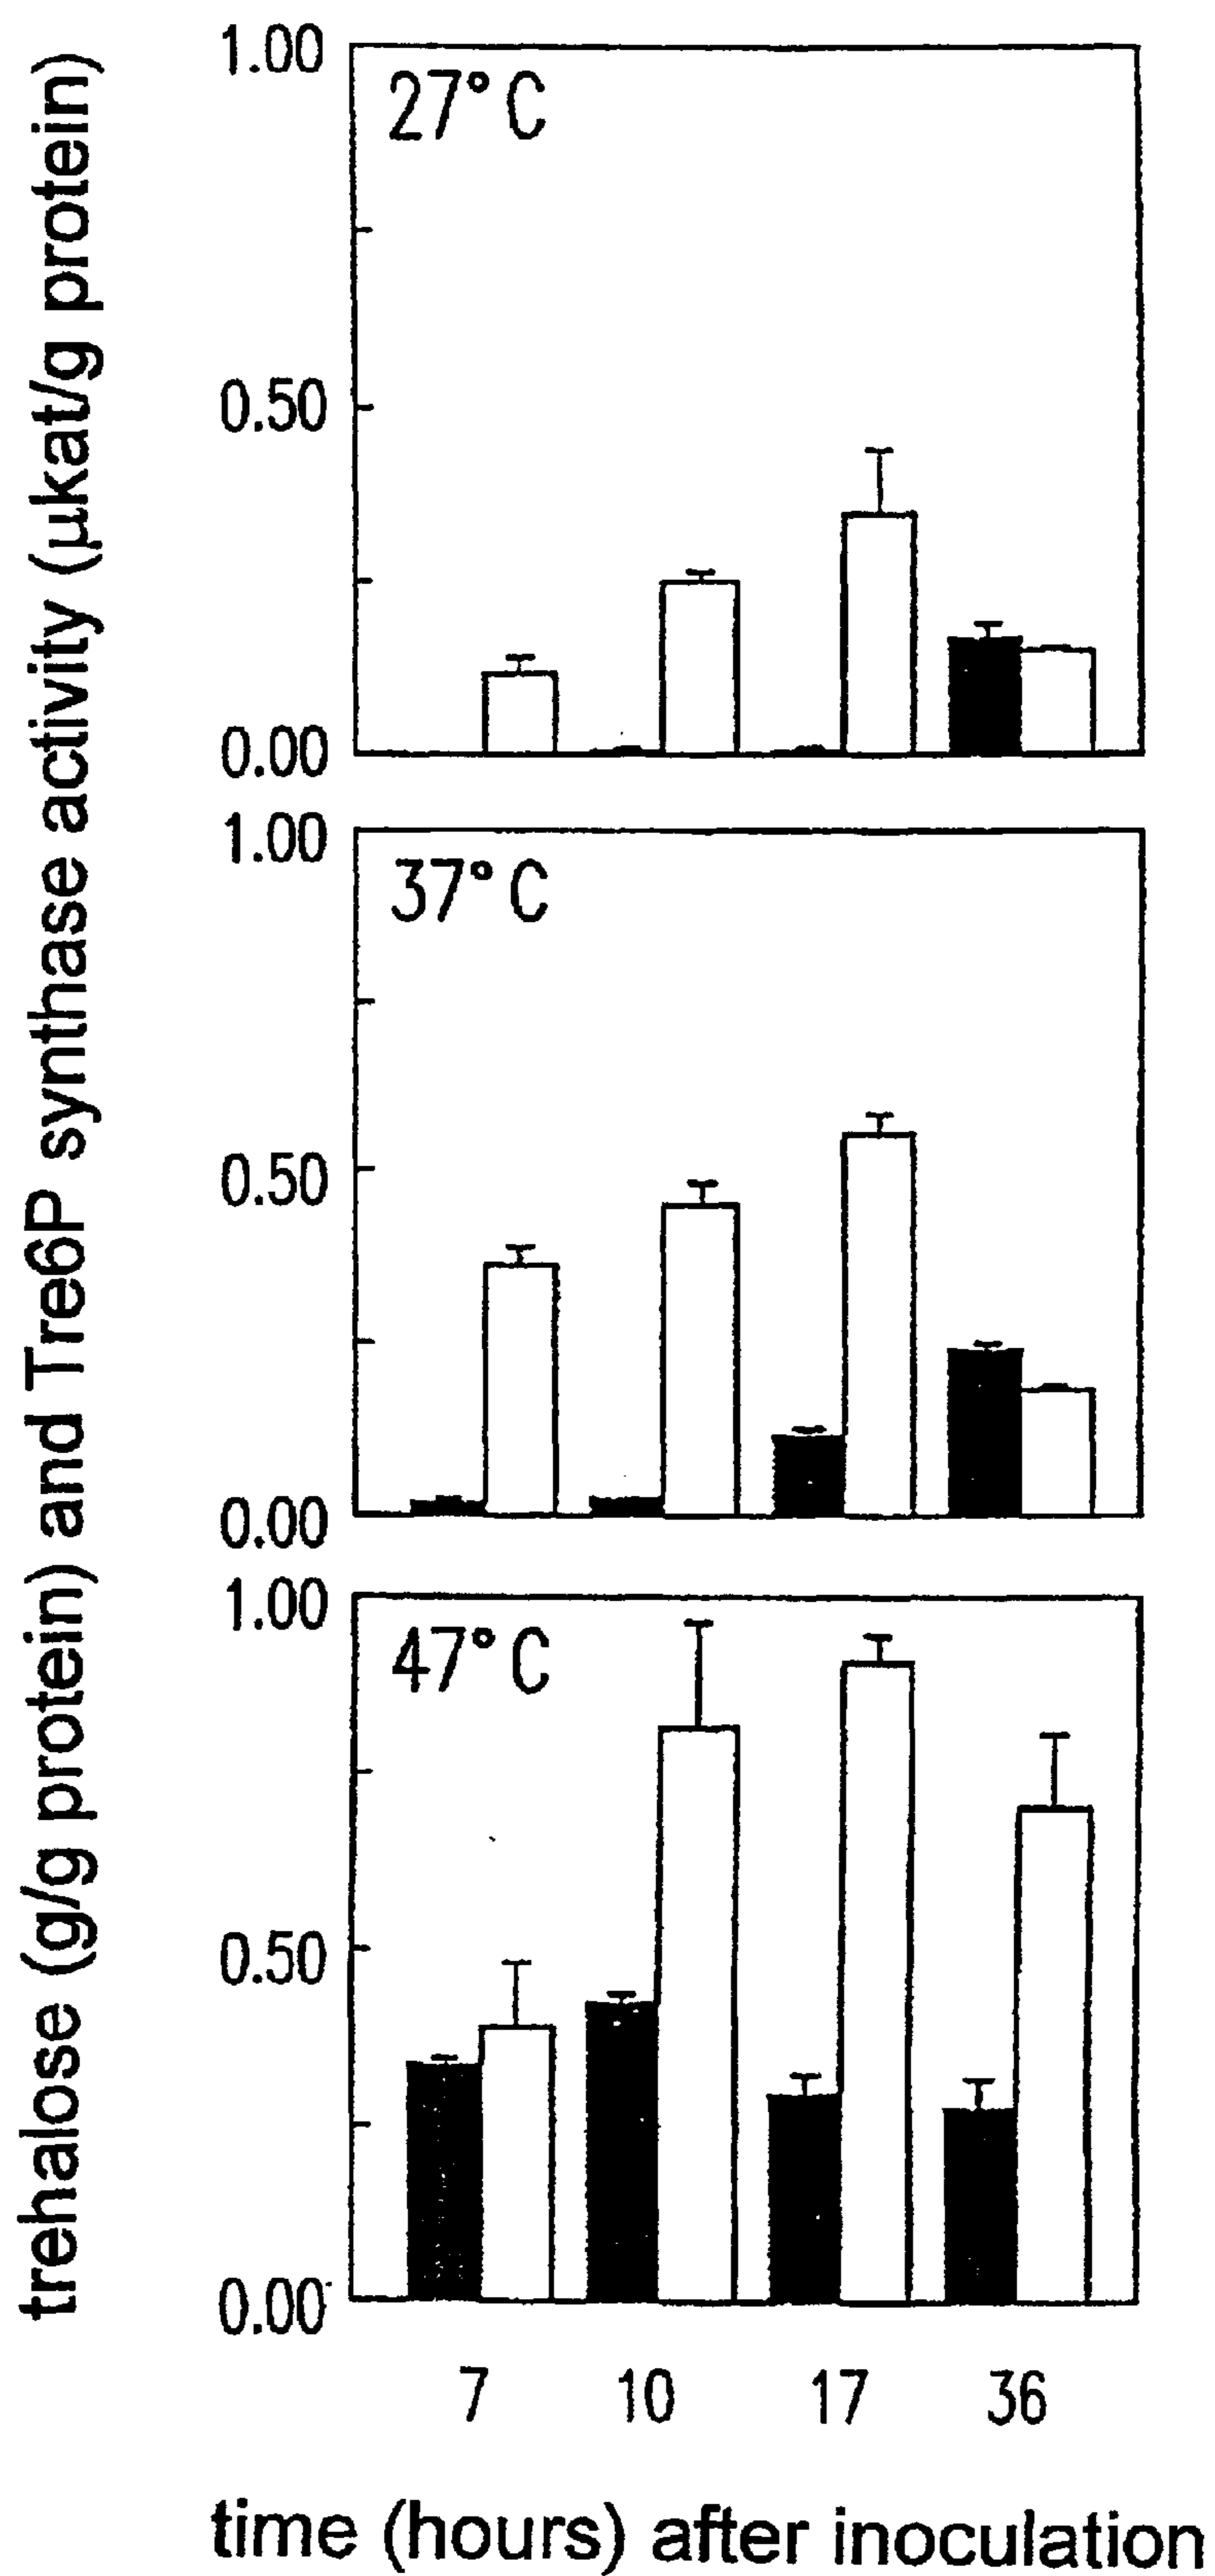 trehalose (g/g protein) and Tre6P synthase activity (µkat/g protein)
1.00
27°C
0.50
0.00
1.00
37°C
0.50
0.00
1.00
47°C
0.50
0.00
7 10 17 36
time (hours) after inoculation